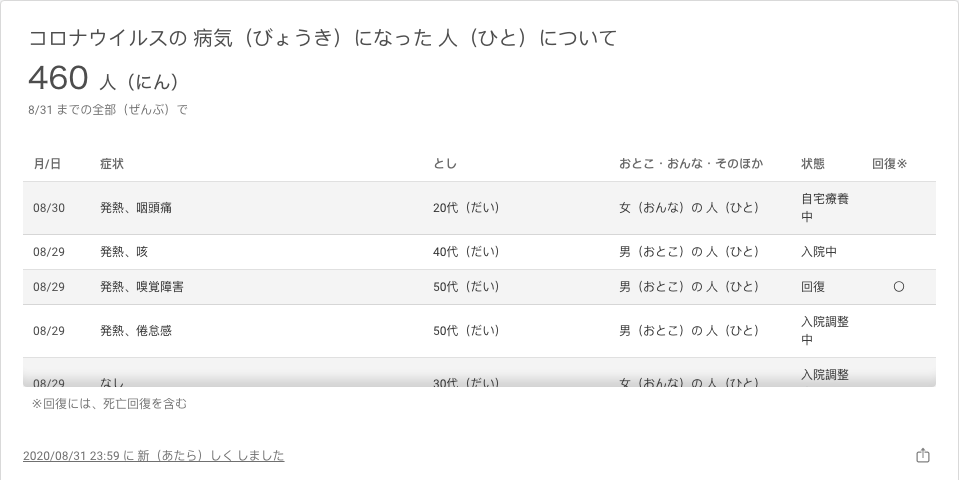 コロナウイルスの 病気（びょうき）になった 人（ひと）について
460 人（にん）
8/31 までの全部（ぜんぶ）で
月/日 症状 とし おとこ・おんな・そのほか 状態 回復※
08/30 発熱、咽頭痛 20代（だい） 女（おんな）の 人（ひと） 自宅療養
中
08/29 発熱、咳 40代（だい） 男（おとこ）の 人（ひと） 入院中
08/29 発熱、嗅覚障害 50代（だい） 男（おとこ）の 人（ひと） 回復 ○
08/29 発熱、倦怠感 50代（だい） 男（おとこ）の 人（ひと） 入院調整
中
08/29 なし 30代（だい） 女（おんな）の 人（ひと） 入院調整
※回復には、死亡回復を含む
2020/08/31 23:59 に 新（あたら）しく しました